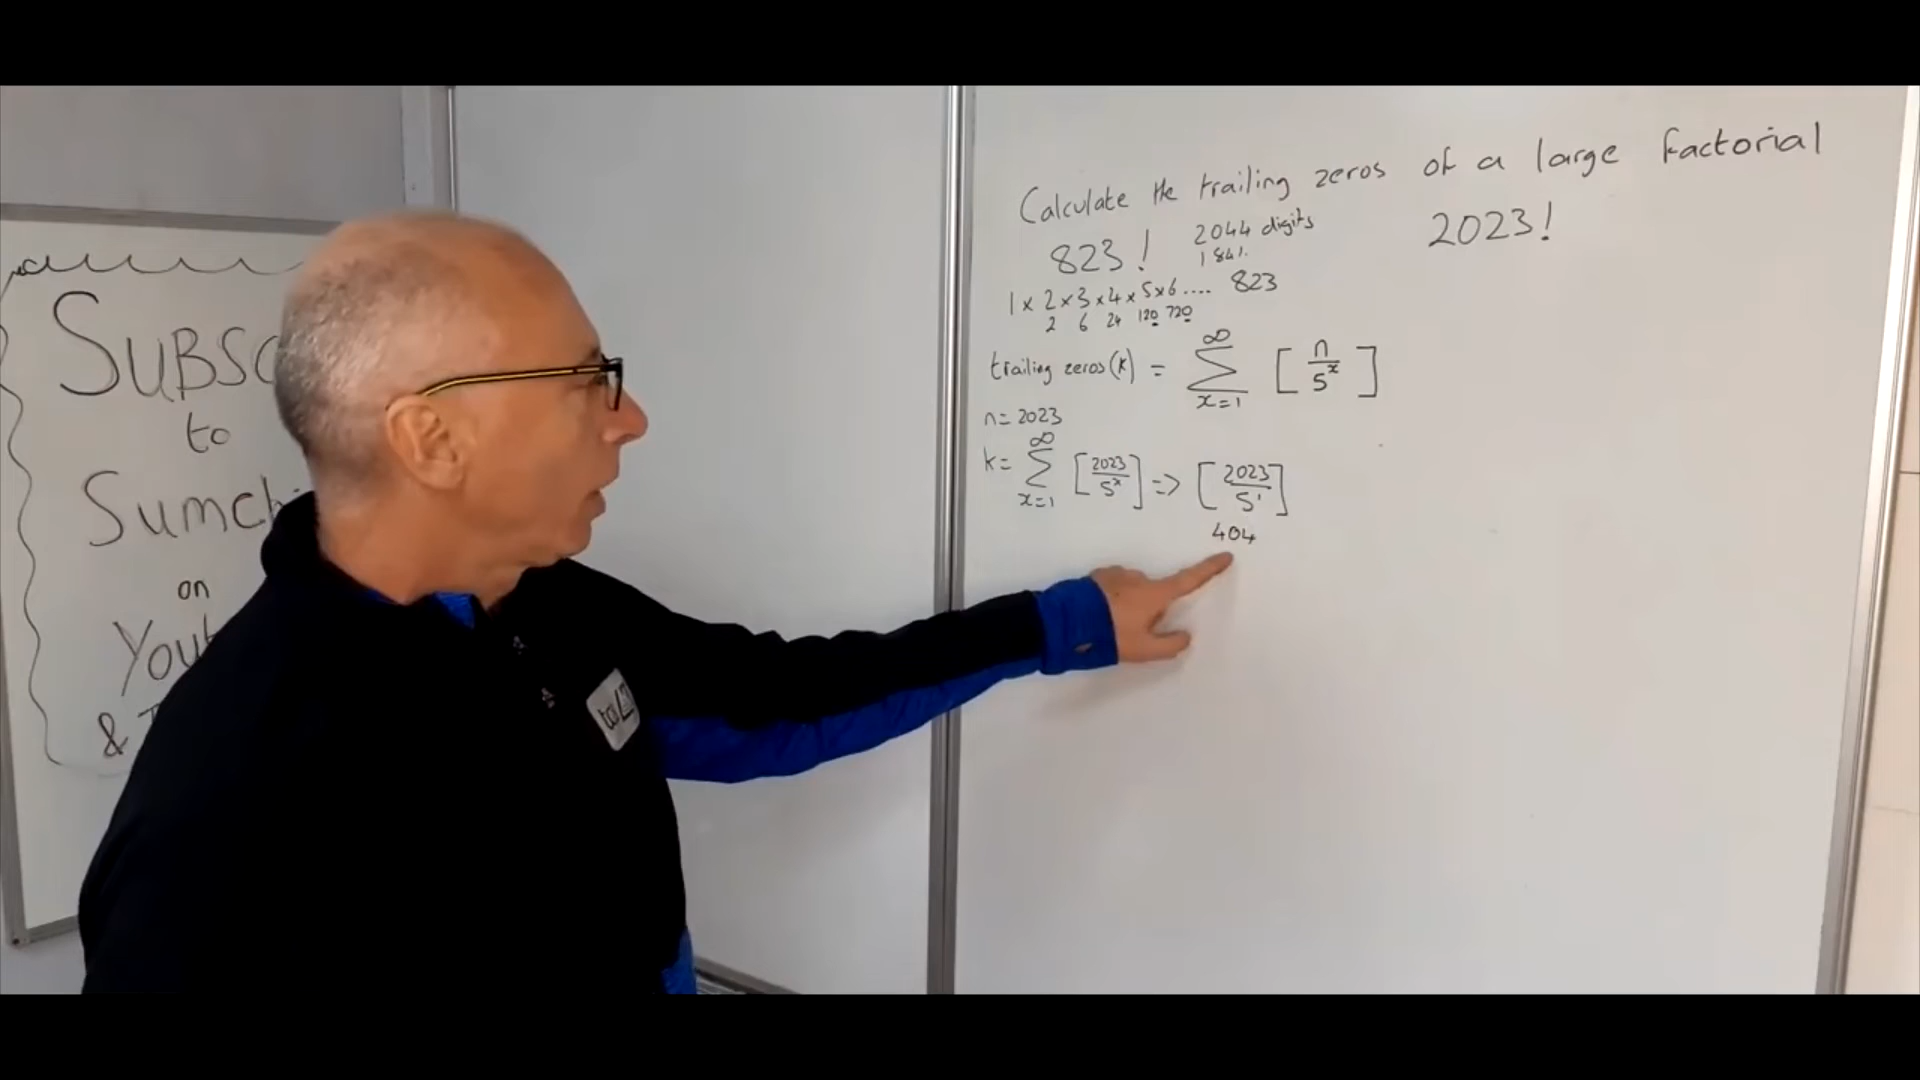 Subsc
to
Sumch
on
You
&
Calculate the trailing zeros of a large factorial
823! 2044 digits 2023!
1 x 2 x 3 x 4 x 5 x 6 .... 823
2 6 24 120 720
trailing zeros (k) = ∞ Σ x=1 [ n / 5^x ]
n = 2023
k = ∞ Σ x=1 [ 2023 / 5^x ] => [ 2023 / 5^1 ]
404